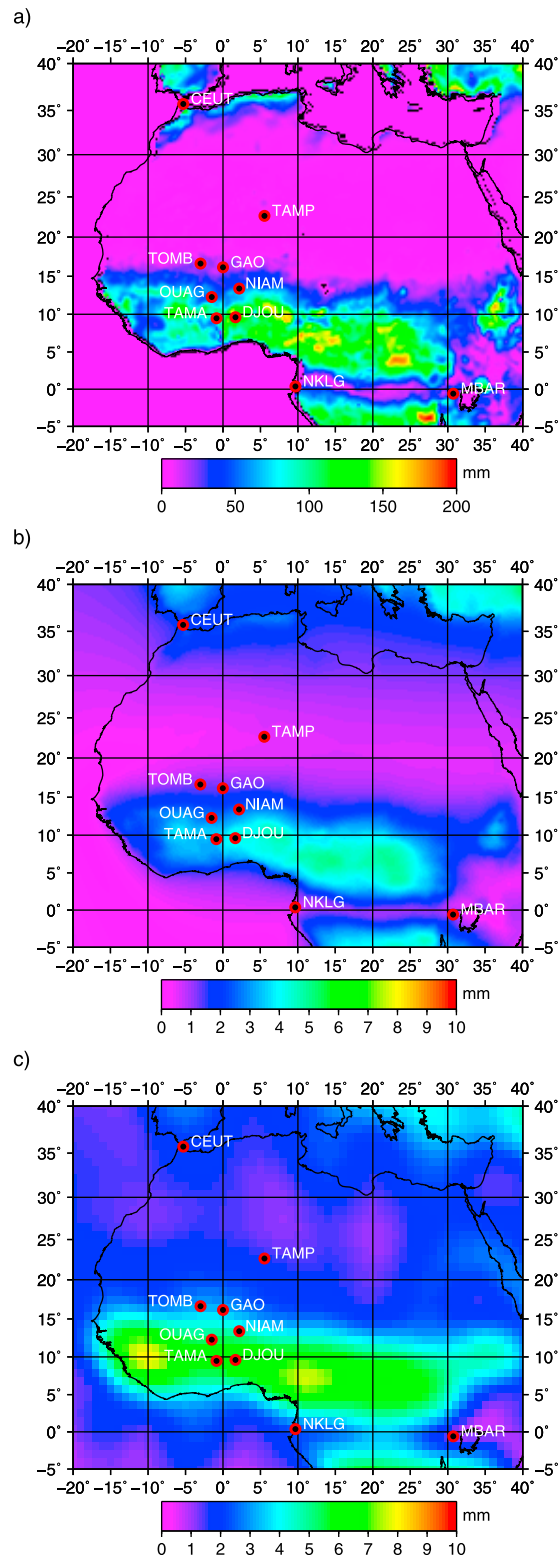 a)
−20° −15° −10° −5° 0° 5° 10° 15° 20° 25° 30° 35° 40°
40° 40°
CEUT
35° 35°
30° 30°
25° 25°
TAMP
20° 20°
TOMB GAO
15° 15°
OUAG NIAM
10° 10°
TAMA DJOU
5° 5°
0° NKLG MBAR 0°
−5° −5°
−20° −15° −10° −5° 0° 5° 10° 15° 20° 25° 30° 35° 40°
mm
0 50 100 150 200
b)
−20° −15° −10° −5° 0° 5° 10° 15° 20° 25° 30° 35° 40°
40° 40°
CEUT
35° 35°
30° 30°
25° 25°
TAMP
20° 20°
TOMB GAO
15° 15°
OUAG NIAM
10° 10°
TAMA DJOU
5° 5°
0° NKLG MBAR 0°
−5° −5°
−20° −15° −10° −5° 0° 5° 10° 15° 20° 25° 30° 35° 40°
mm
0 1 2 3 4 5 6 7 8 9 10
c)
−20° −15° −10° −5° 0° 5° 10° 15° 20° 25° 30° 35° 40°
40° 40°
CEUT
35° 35°
30° 30°
25° 25°
TAMP
20° 20°
TOMB GAO
15° 15°
OUAG NIAM
10° 10°
TAMA DJOU
5° 5°
0° NKLG MBAR 0°
−5° −5°
−20° −15° −10° −5° 0° 5° 10° 15° 20° 25° 30° 35° 40°
mm
0 1 2 3 4 5 6 7 8 9 10